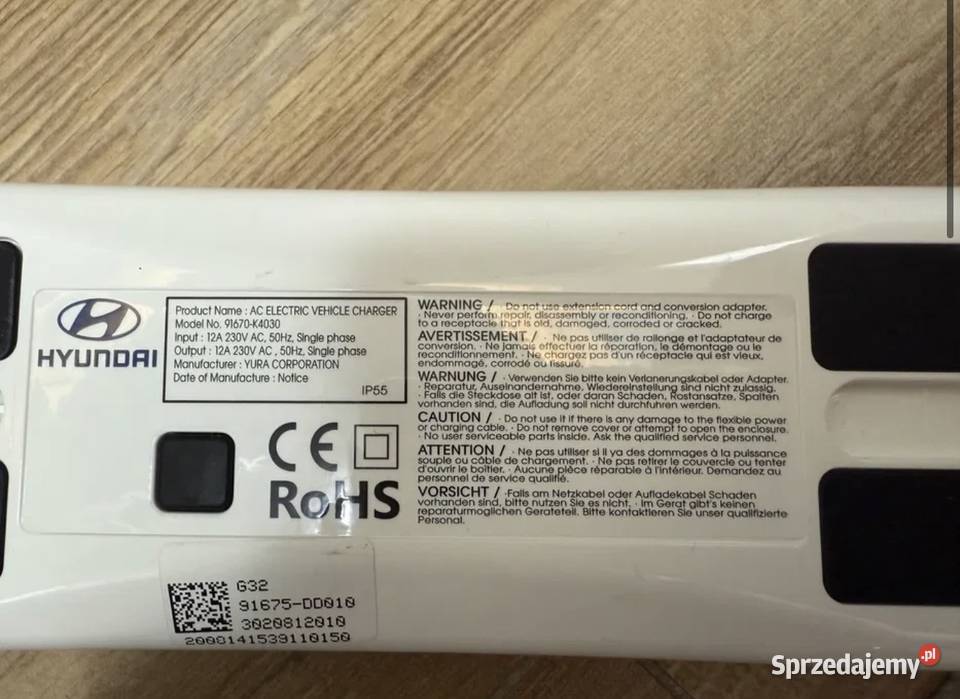 HYUNDAI
Product Name : AC ELECTRIC VEHICLE CHARGER
Model No. 91670-K4030
Input : 12A 230V AC, 50Hz, Single phase
Output : 12A 230V AC , 50Hz, Single phase
Manufacturer : YURA CORPORATION
Date of Manufacture : Notice
IP55
CE
RoHS
WARNING / · Do not use extension cord and conversion adapter.
· Never perform repair, disassembly or reconditioning. · Do not charge
to a receptacle that is old, damaged, corroded or cracked.
AVERTISSEMENT / · Ne pas utiliser de rallonge et l'adaptateur de
conversion. · Ne jamais effectuer la réparation, le démontage ou le
reconditionnement. · Ne chargez pas d'un réceptacle qui est vieux,
endommagé, corrodé ou fissuré.
WARNUNG / · Verwenden Sie bitte kein Verlanerungskabel oder Adapter.
· Reparatur, Auseinandernahme, Wiedereinstellung sind nicht zulassig.
· Falls die Steckdose alt ist, oder daran Schaden, Rostansatze, Spalten
vorhanden sind, die Aufladung soll nicht durchfuhren werden.
CAUTION / · Do not use it if there is any damage to the flexible power
or charging cable. · Do not remove cover or attempt to open the enclosure.
· No user serviceable parts inside. Ask the qualified service personnel.
ATTENTION / · Ne pas utiliser si il ya des dommages à la puissance
souple ou câble de chargement. · Ne pas retirer le couvercle ou tenter
d'ouvrir le boîtier. · Aucune pièce réparable à l'intérieur. Demandez au
personnel de service qualifié.
VORSICHT / ·Falls am Netzkabel oder Aufladekabel Schaden
vorhanden sind, bitte nutzen Sie es nicht. · Im Gerat gibt's keinen
reparaturmoglichen Gerateteil. Bitte kontaktieren Sie unser qualifizierte
Personal.
G32
91675-DD010
3020812010
2008141539110150
Sprzedajemy.pl